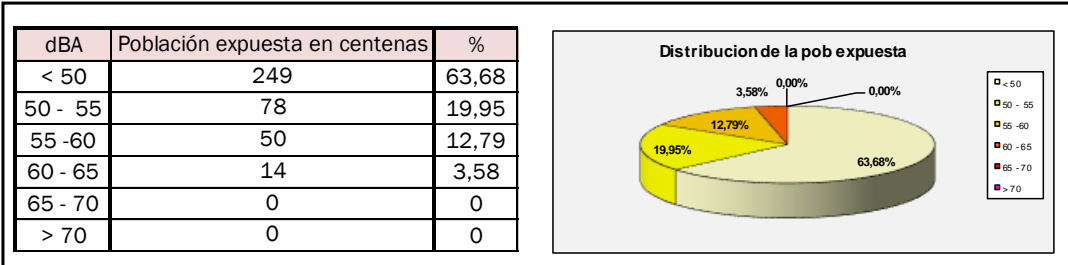 dBA Población expuesta en centenas %
< 50 249 63,68
50 - 55 78 19,95
55 -60 50 12,79
60 - 65 14 3,58
65 - 70 0 0
> 70 0 0
Distribucion de la pob expuesta
3,58% 0,00% 0,00%
12,79%
19,95%
63,68%
< 50
50 - 55
55 -60
60 - 65
65 - 70
> 70